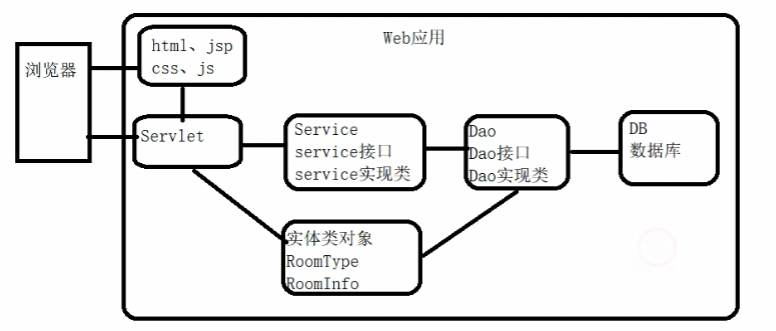 Web应用
浏览器
html、jsp
css、js
Servlet
Service
service接口
service实现类
Dao
Dao接口
Dao实现类
DB
数据库
实体类对象
RoomType
RoomInfo